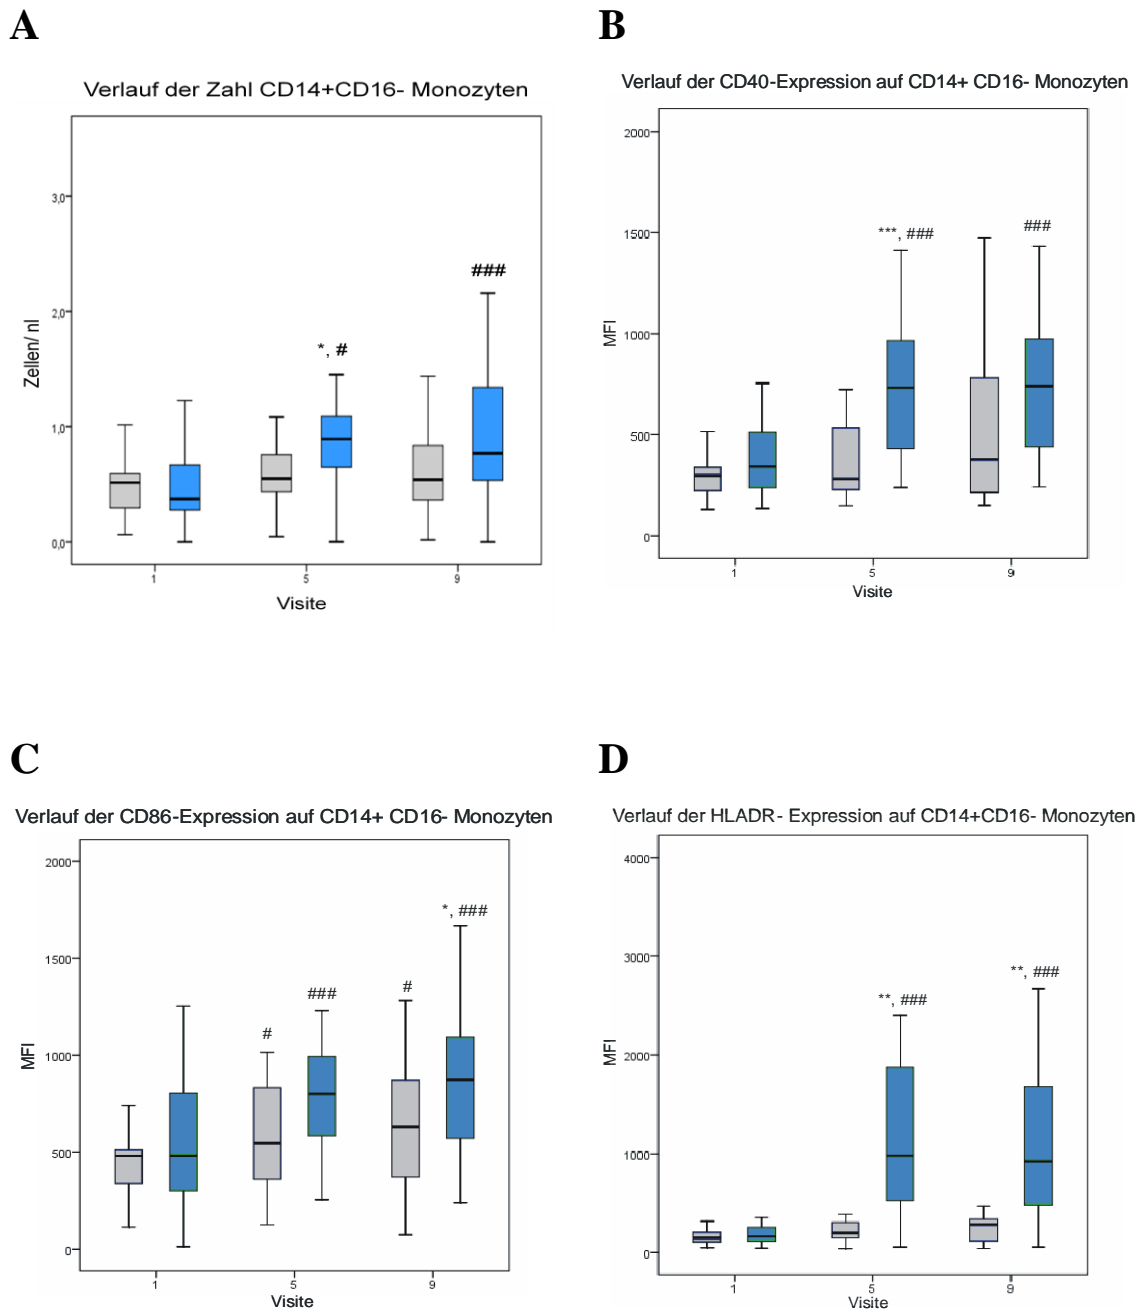 A
Verlauf der Zahl CD14+CD16- Monozyten
Zellen/ nl
3,0
2,0
1,0
0,0
*, #
###
1
5
9
Visite
B
Verlauf der CD40-Expression auf CD14+ CD16- Monozyten
MFI
2000
1500
1000
500
0
***, ###
###
1
5
9
Visite
C
Verlauf der CD86-Expression auf CD14+ CD16- Monozyten
MFI
2000
1500
1000
500
0
#
###
#
*, ###
1
5
9
Visite
D
Verlauf der HLADR- Expression auf CD14+CD16- Monozyten
MFI
4000
3000
2000
1000
0
**, ###
**, ###
1
5
9
Visite